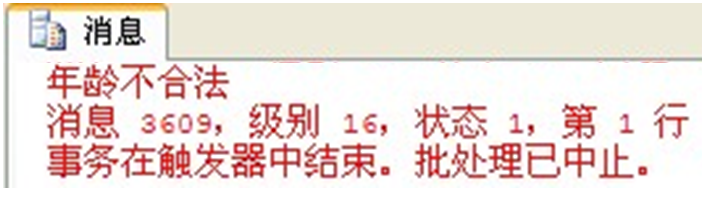 消息
年龄不合法
消息 3609，级别 16，状态 1，第 1 行
事务在触发器中结束。批处理已中止。